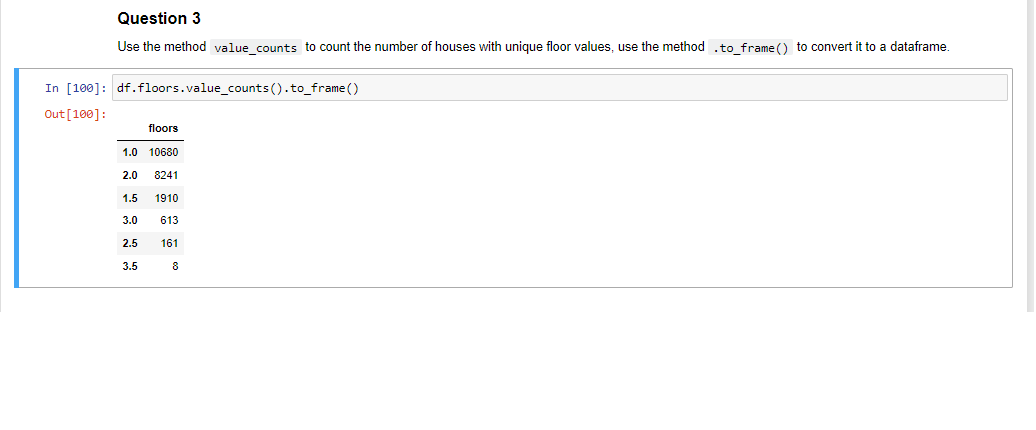 Question 3
Use the method value_counts to count the number of houses with unique floor values, use the method .to_frame() to convert it to a dataframe.
In [100]: df.floors.value_counts().to_frame()
Out[100]:
floors
1.0 10680
2.0 8241
1.5 1910
3.0 613
2.5 161
3.5 8